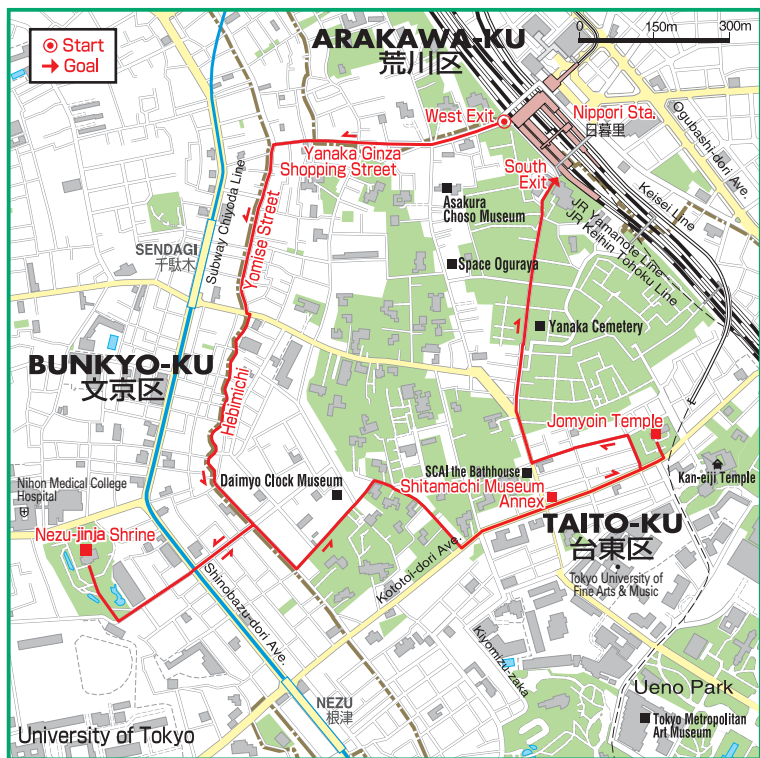 Start
Goal
ARAKAWA-KU
荒川区
0 150m 300m
West Exit
Nippori Sta.
日暮里
Ogubashi-dori Ave.
Yanaka Ginza
Shopping Street
South
Exit
Keisei Line
Asakura
Choso Museum
JR Yamanote Line
JR Keihin Tohoku Line
Subway Chiyoda Line
Yomise Street
SENDAGI
千駄木
Space Oguraya
Yanaka Cemetery
BUNKYO-KU
文京区
Hebimichi
Jomyoin Temple
SCAI the Bathhouse
Daimyo Clock Museum
Shitamachi Museum
Annex
Kan-eiji Temple
Nihon Medical College
Hospital
Nezu-jinja Shrine
TAITO-KU
台東区
Tokyo University of
Fine Arts & Music
Kototoi-dori Ave.
Shinobazu-dori Ave.
Kiyomizu-zaka
NEZU
根津
Ueno Park
Tokyo Metropolitan
Art Museum
University of Tokyo